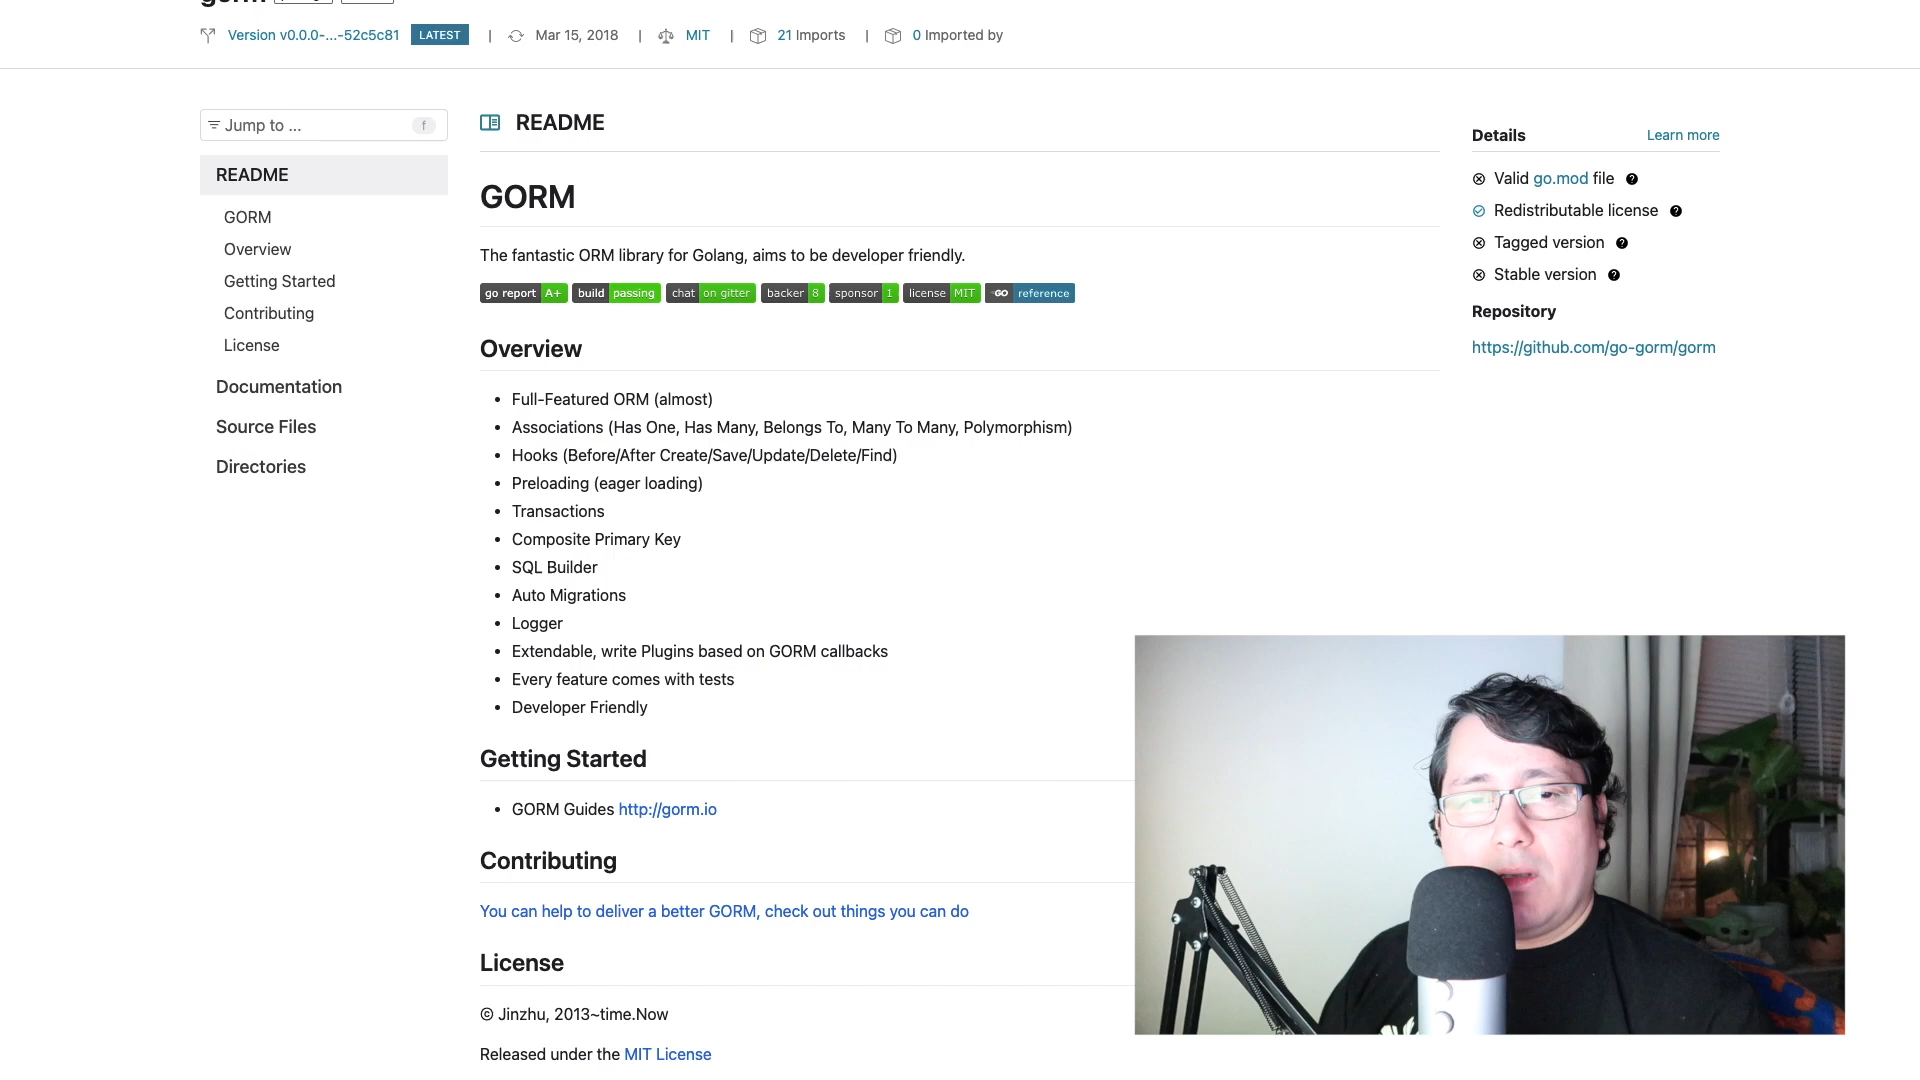 Version v0.0.0-...-52c5c81 LATEST | Mar 15, 2018 | MIT | 21 Imports | 0 Imported by
Jump to ... f
README
GORM
Overview
Getting Started
Contributing
License
Documentation
Source Files
Directories
README
GORM
The fantastic ORM library for Golang, aims to be developer friendly.
go report A+ build passing chat on gitter backer 8 sponsor 1 license MIT GO reference
Overview
• Full-Featured ORM (almost)
• Associations (Has One, Has Many, Belongs To, Many To Many, Polymorphism)
• Hooks (Before/After Create/Save/Update/Delete/Find)
• Preloading (eager loading)
• Transactions
• Composite Primary Key
• SQL Builder
• Auto Migrations
• Logger
• Extendable, write Plugins based on GORM callbacks
• Every feature comes with tests
• Developer Friendly
Getting Started
• GORM Guides http://gorm.io
Contributing
You can help to deliver a better GORM, check out things you can do
License
© Jinzhu, 2013~time.Now
Released under the MIT License
Details Learn more
Valid go.mod file
Redistributable license
Tagged version
Stable version
Repository
https://github.com/go-gorm/gorm